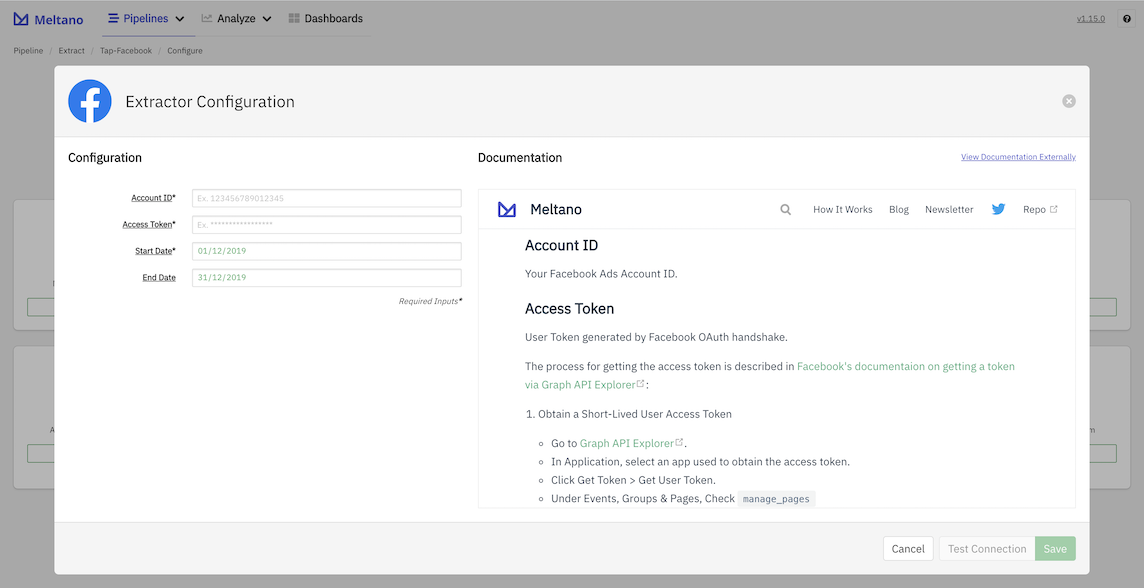 Meltano
Pipelines
Analyze
Dashboards
v1.15.0
Pipeline / Extract / Tap-Facebook / Configure
Extractor Configuration
Configuration
Account ID*
Ex. 123456789012345
Access Token*
Ex. ****************
Start Date*
01/12/2019
End Date
31/12/2019
Required Inputs*
Documentation
View Documentation Externally
Meltano
How It Works
Blog
Newsletter
Repo
Account ID
Your Facebook Ads Account ID.
Access Token
User Token generated by Facebook OAuth handshake.
The process for getting the access token is described in Facebook's documentaion on getting a token
via Graph API Explorer:
1. Obtain a Short-Lived User Access Token
Go to Graph API Explorer.
In Application, select an app used to obtain the access token.
Click Get Token > Get User Token.
Under Events, Groups & Pages, Check manage_pages
Cancel
Test Connection
Save